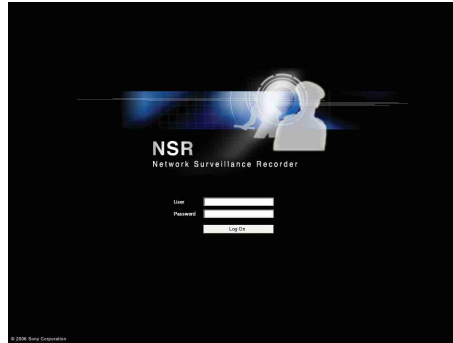 NSR
Network Surveillance Recorder
User
Password
Log On
© 2006 Sony Corporation